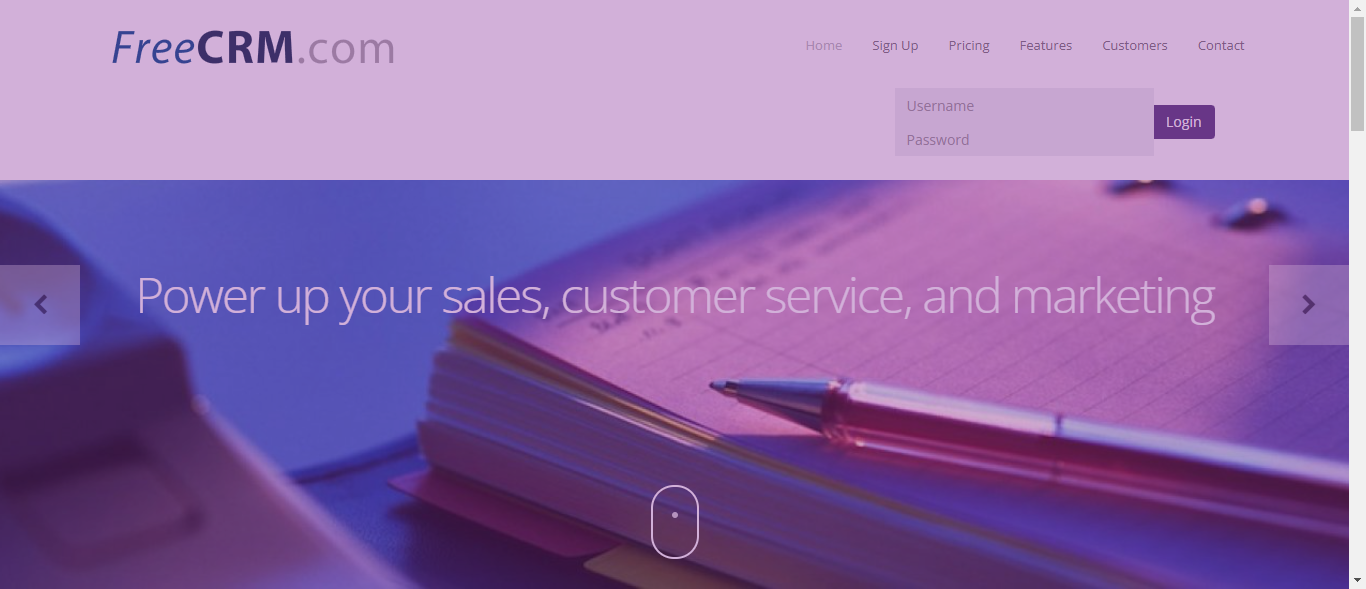 FreeCRM.com
Home Sign Up Pricing Features Customers Contact
Username
Login
Password
Power up your sales, customer service, and marketing